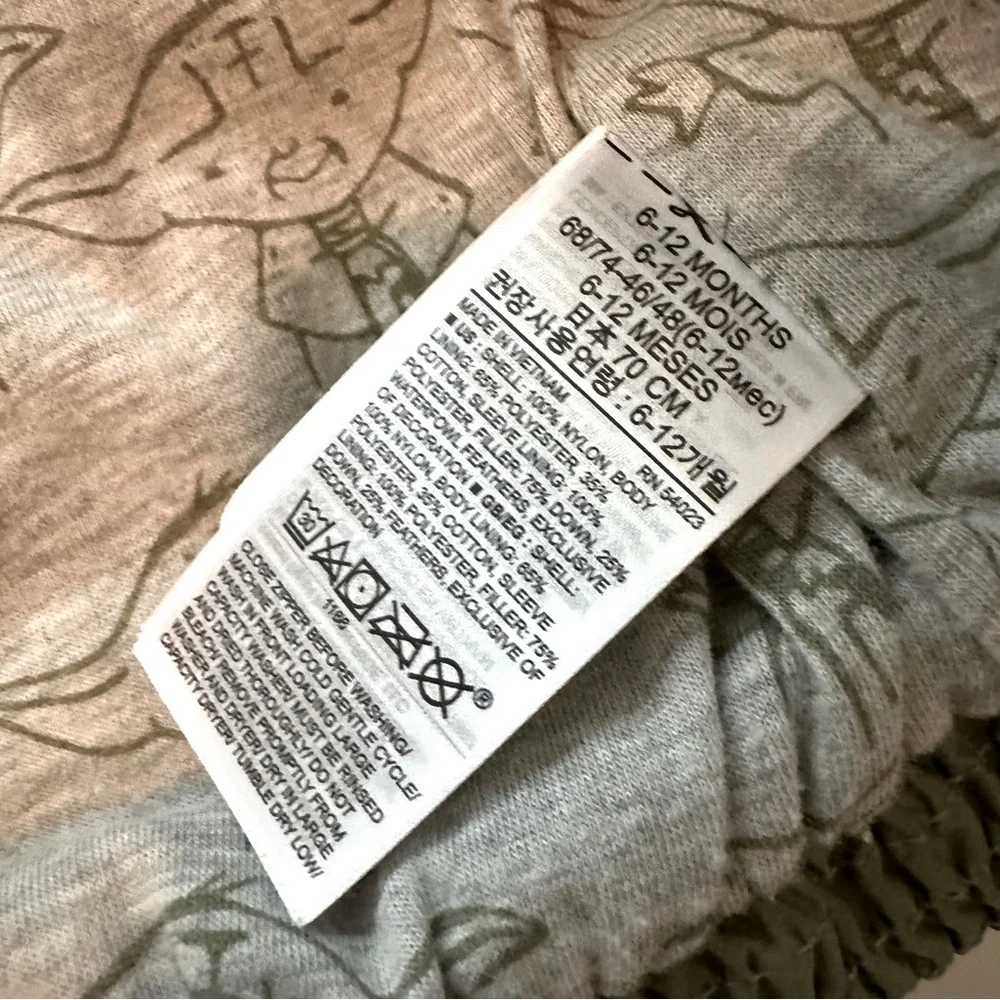 6-12 MONTHS
6-12 MOIS
68/74-46/48(6-12мес)
6-12 MESES
日本 70 CM
권장사용연령 : 6-12개월
MADE IN VIETNAM RN 54023
■ US : SHELL: 100% NYLON, BODY
LINING: 65% POLYESTER, 35%
COTTON, SLEEVE LINING: 100%
POLYESTER, FILLER: 75% DOWN, 25%
WATERFOWL FEATHERS, EXCLUSIVE
OF DECORATION ■ GB/EG : SHELL:
100% NYLON, BODY LINING: 65%
POLYESTER, 35% COTTON, SLEEVE
LINING: 100% POLYESTER, FILLER: 75%
DOWN, 25% FEATHERS, EXCLUSIVE OF
DECORATION
30
®
CLOSE ZIPPER BEFORE WASHING/
MACHINE WASH COLD GENTLE CYCLE/
WASH IN FRONT LOADING LARGE
CAPACITY WASHER/ MUST BE RINSED
AND DRIED THOROUGHLY/ DO NOT
BLEACH/ REMOVE PROMPTLY FROM
WASHER AND DRYER/ DRY IN LARGE
CAPACITY DRYER/ TUMBLE DRY LOW/